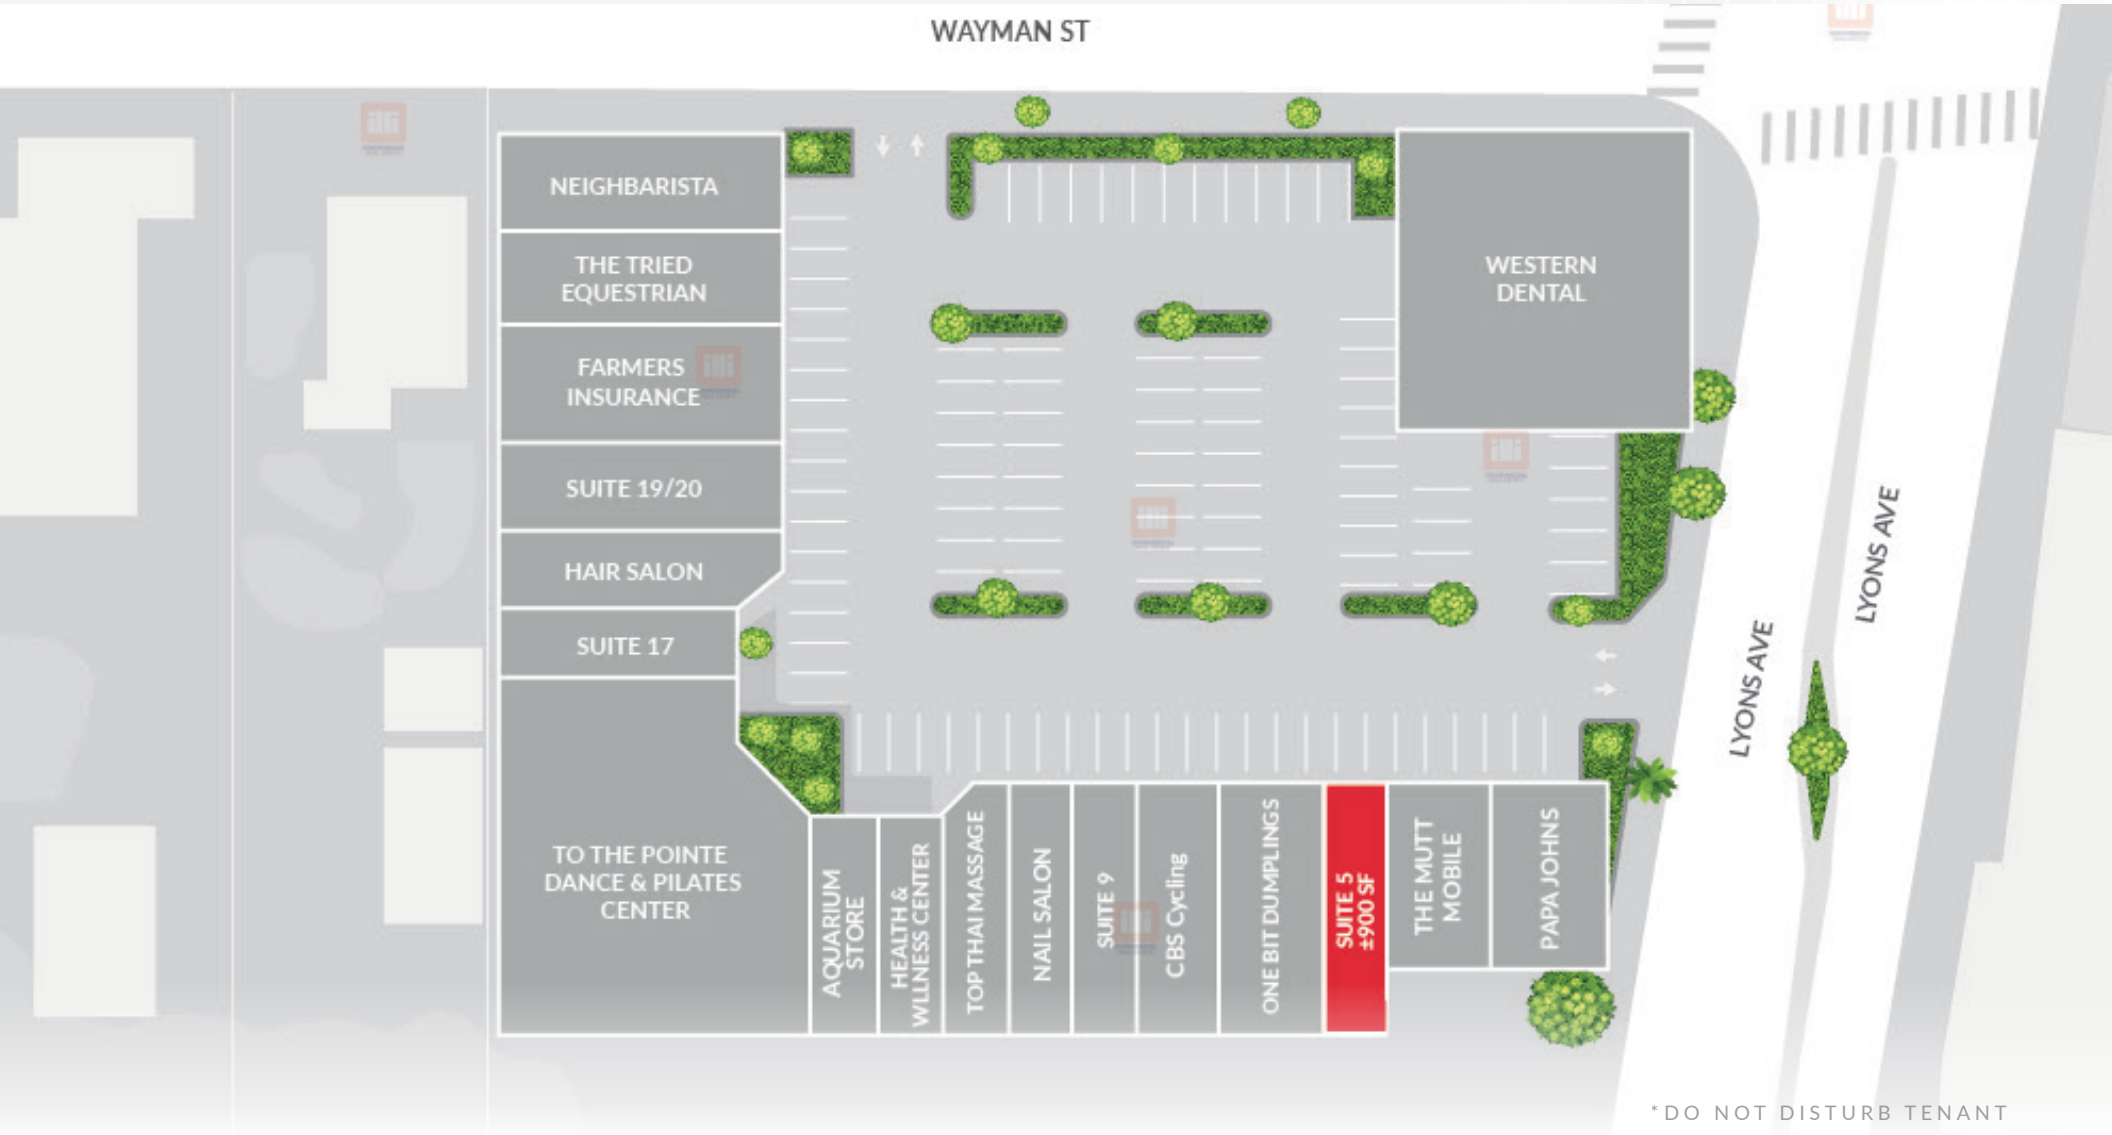 WAYMAN ST
NEIGHBARISTA
THE TRIED
EQUESTRIAN
FARMERS
INSURANCE
SUITE 19/20
HAIR SALON
SUITE 17
TO THE POINTE
DANCE & PILATES
CENTER
WESTERN
DENTAL
LYONS AVE
LYONS AVE
AQUARIUM
STORE
HEALTH &
WLLNESS CENTER
TOP THAI MASSAGE
NAIL SALON
SUITE 9
CBS Cycling
ONE BIT DUMPLINGS
SUITE 5
±900 SF
THE MUTT
MOBILE
PAPA JOHNS
*DO NOT DISTURB TENANT